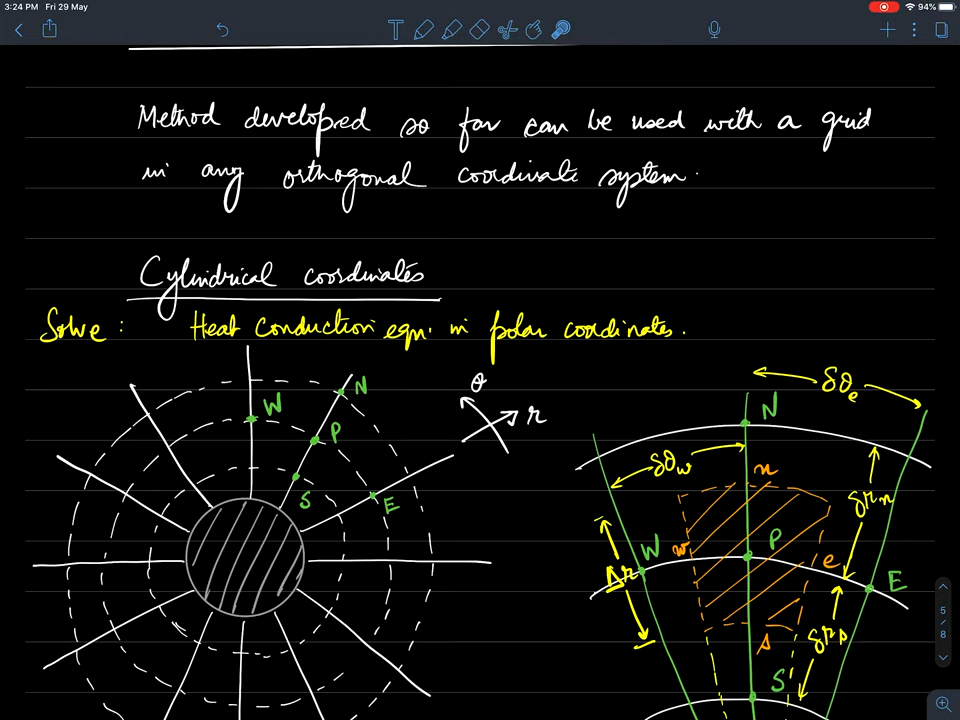 3:24 PM Fri 29 May
94%
Method developed so far can be used with a grid
in any orthogonal coordinate system.
Cylindrical coordinates
Solve : Heat conduction eqn. in polar coordinates.
W
N
P
S
E
θ
r
δθe
N
δθw
n
δrn
W
w
P
e
E
Δr
s
δrs
S
T
5
/
8